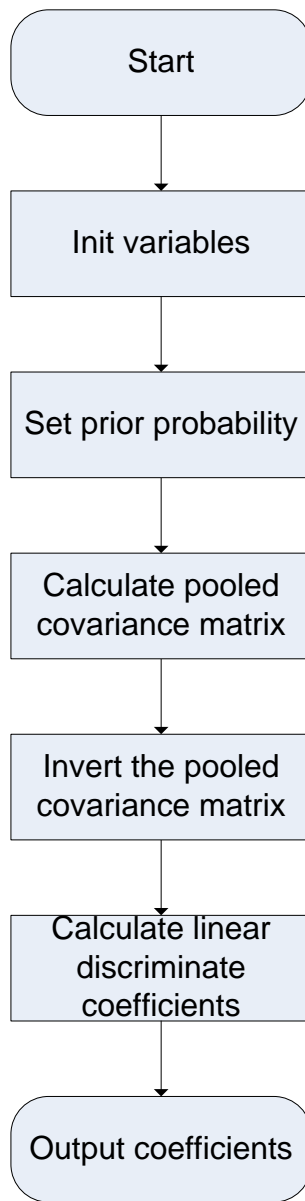 Start
Init variables
Set prior probability
Calculate pooled
covariance matrix
Invert the pooled
covariance matrix
Calculate linear
discriminate
coefficients
Output coefficients